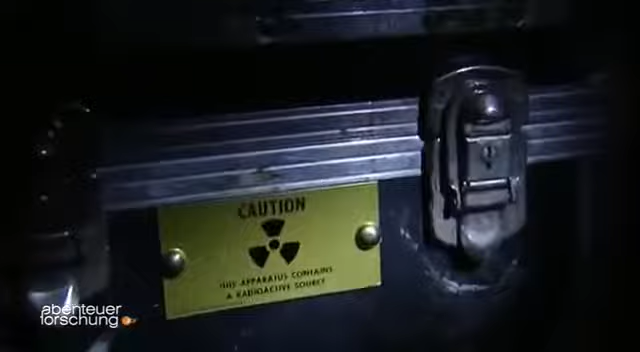 CAUTION
THIS APPARATUS CONTAINS
A RADIOACTIVE SOURCE
abenteuer
forschung